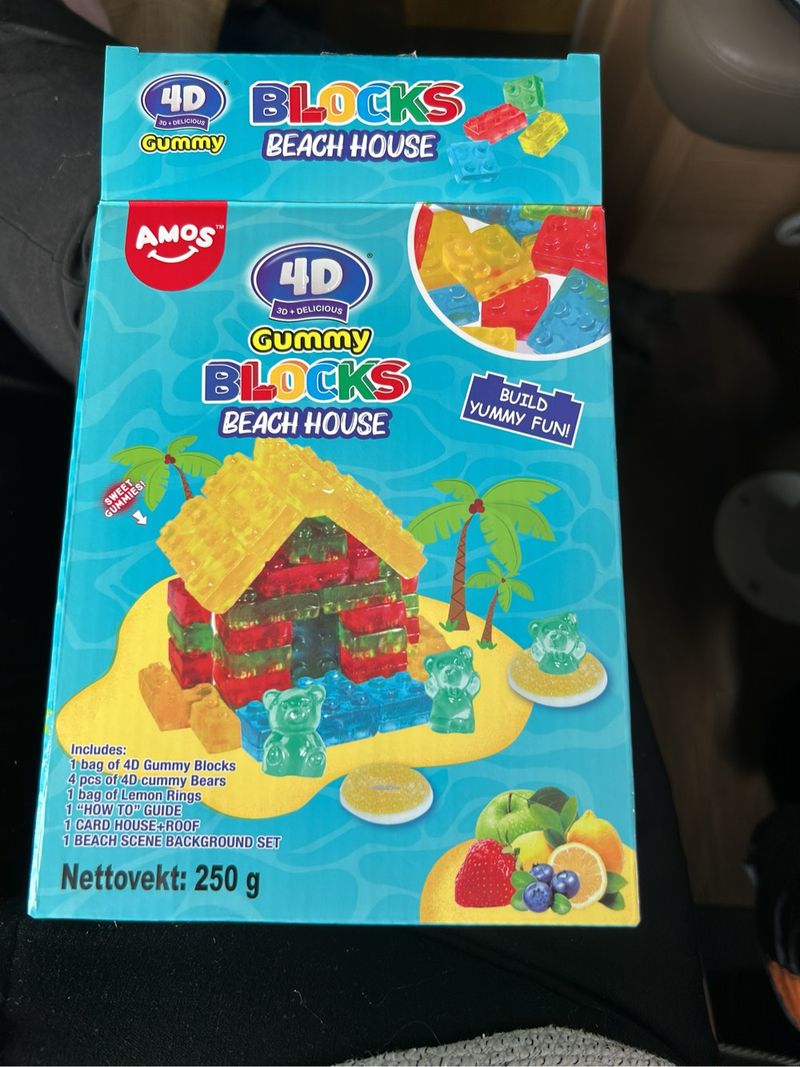 4D
3D + DELICIOUS
Gummy
BLOCKS
BEACH HOUSE
AMOS™
4D
3D + DELICIOUS
Gummy
BLOCKS
BEACH HOUSE
BUILD
YUMMY FUN!
SWEET
GUMMIES!
Includes:
1 bag of 4D Gummy Blocks
4 pcs of 4D cummy Bears
1 bag of Lemon Rings
1 “HOW TO” GUIDE
1 CARD HOUSE+ROOF
1 BEACH SCENE BACKGROUND SET
Nettovekt: 250 g